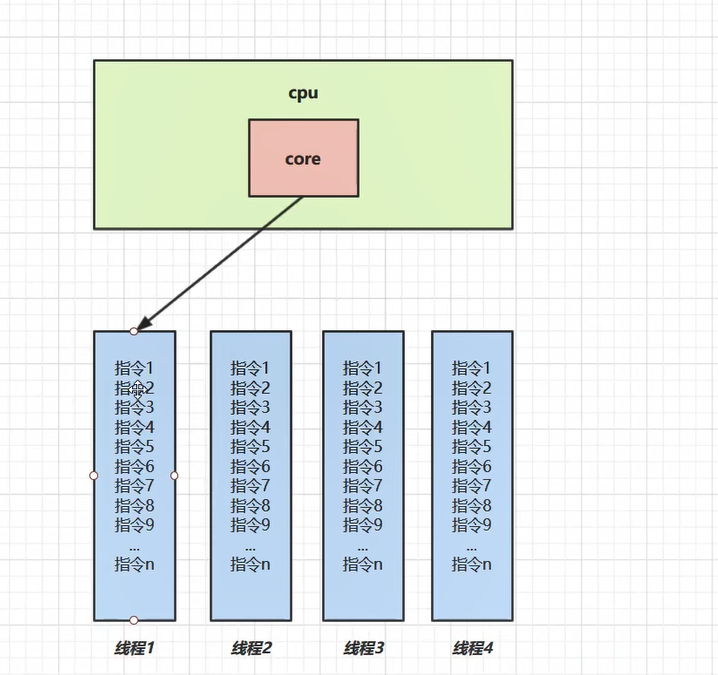 cpu
core
指令1
指令2
指令3
指令4
指令5
指令6
指令7
指令8
指令9
...
指令n
线程1
指令1
指令2
指令3
指令4
指令5
指令6
指令7
指令8
指令9
...
指令n
线程2
指令1
指令2
指令3
指令4
指令5
指令6
指令7
指令8
指令9
...
指令n
线程3
指令1
指令2
指令3
指令4
指令5
指令6
指令7
指令8
指令9
...
指令n
线程4